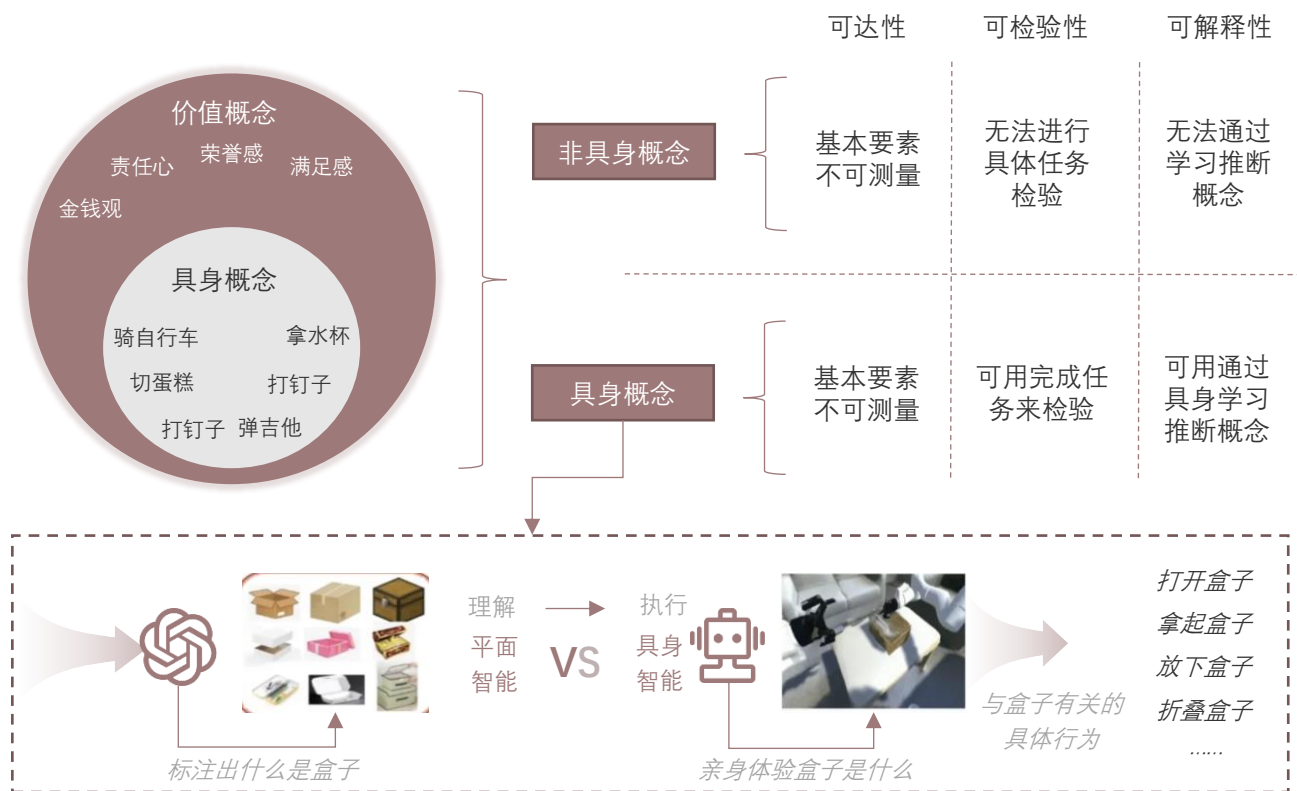 可达性
可检验性
可解释性
价值概念
责任心
荣誉感
满足感
金钱观
具身概念
骑自行车
拿水杯
切蛋糕
打钉子
打钉子
弹吉他
非具身概念
基本要素
不可测量
无法进行
具体任务
检验
无法通过
学习推断
概念
具身概念
基本要素
不可测量
可用完成任
务来检验
可用通过
具身学习
推断概念
标注出什么是盒子
理解
平面
智能
VS
执行
具身
智能
亲身体验盒子是什么
与盒子有关的
具体行为
打开盒子
拿起盒子
放下盒子
折叠盒子
……